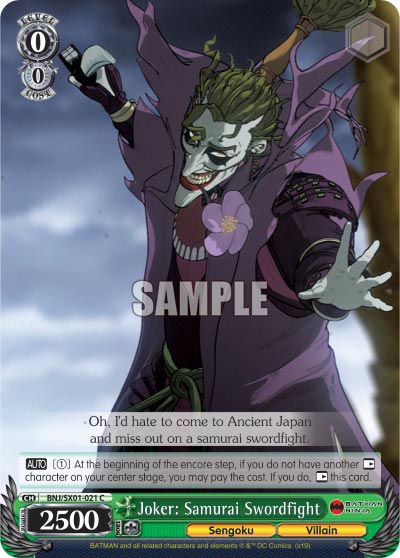 LEVEL
0
0
COST
SAMPLE
Oh, I'd hate to come to Ancient Japan
and miss out on a samurai swordfight.
AUTO [①] At the beginning of the encore step, if you do not have another
character on your center stage, you may pay the cost. If you do, this card.
CH BNJ/SX01-021 C
Joker: Samurai Swordfight
BATMAN
NINJA
POWER
2500
SOUL
Sengoku
Villain
BATMAN and all related characters and elements © & ™ DC Comics. (s19)